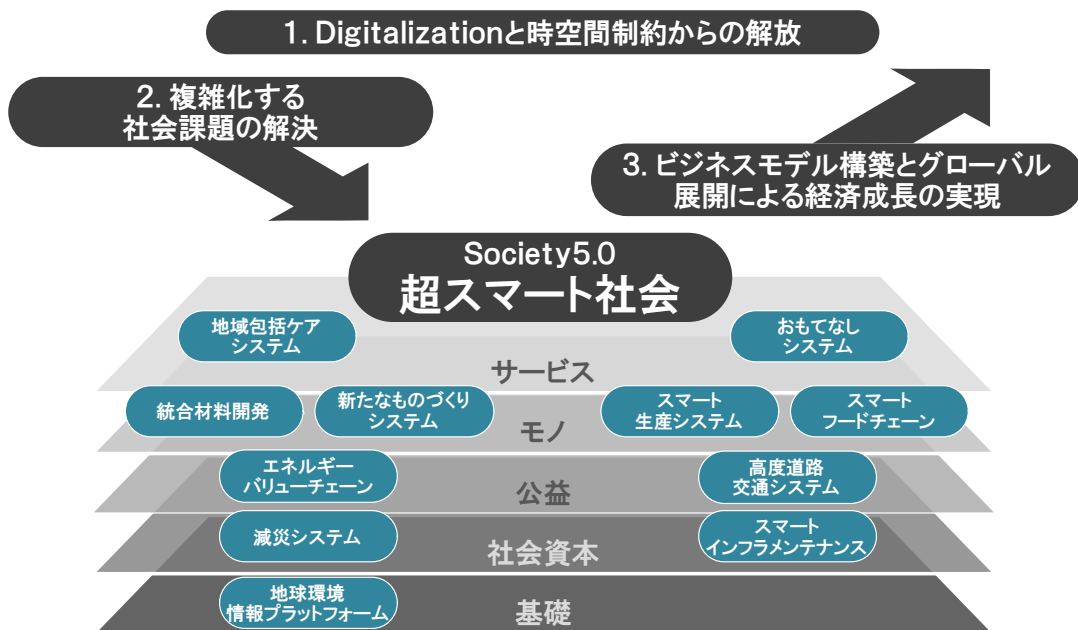 1. Digitalizationと時空間制約からの解放
2. 複雑化する
社会課題の解決
3. ビジネスモデル構築とグローバル
展開による経済成長の実現
Society5.0
超スマート社会
地域包括ケア
システム
おもてなし
システム
サービス
統合材料開発
新たなものづくり
システム
スマート
生産システム
スマート
フードチェーン
モノ
エネルギー
バリューチェーン
高度道路
交通システム
公益
減災システム
スマート
インフラメンテナンス
社会資本
地球環境
情報プラットフォーム
基礎